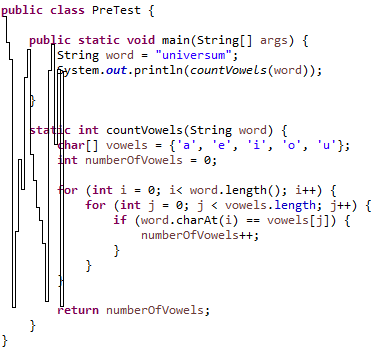 public class PreTest {
public static void main(String[] args) {
String word = "universum";
System.out.println(countVowels(word));
}
static int countVowels(String word) {
char[] vowels = {'a', 'e', 'i', 'o', 'u'};
int numberOfVowels = 0;
for (int i = 0; i< word.length(); i++) {
for (int j = 0; j < vowels.length; j++) {
if (word.charAt(i) == vowels[j]) {
numberOfVowels++;
}
}
}
return numberOfVowels;
}
}